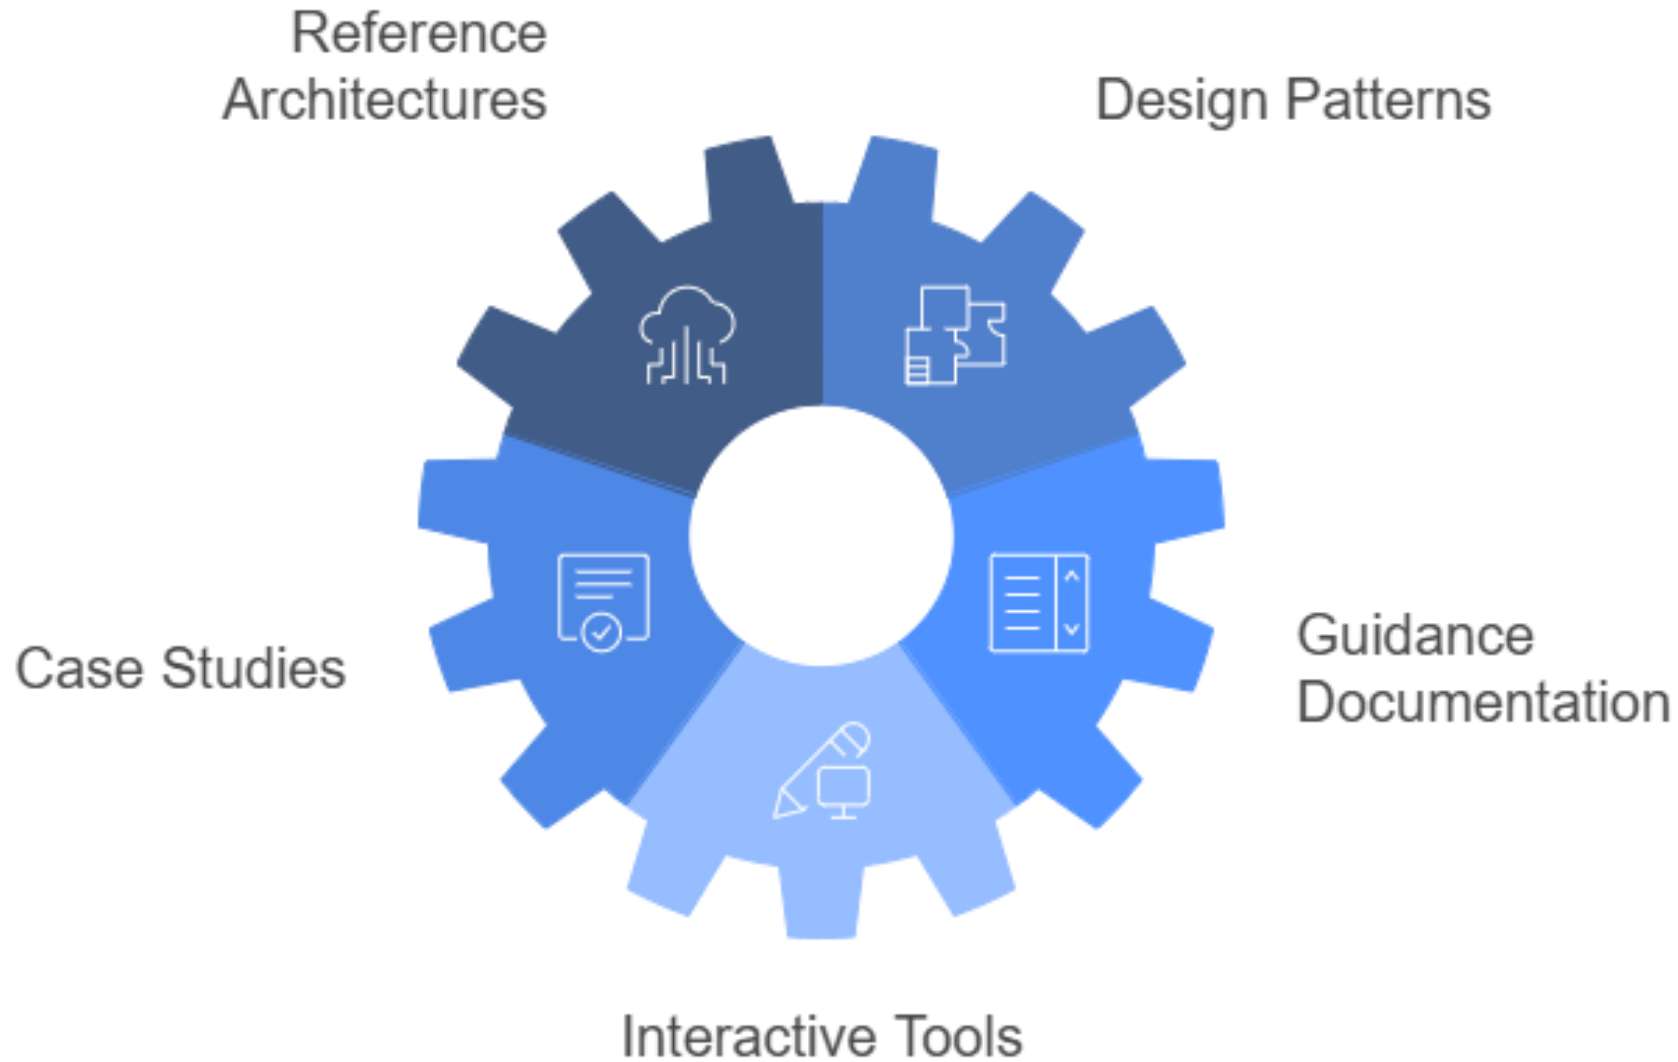 Reference
Architectures
Design Patterns
Case Studies
Guidance
Documentation
Interactive Tools